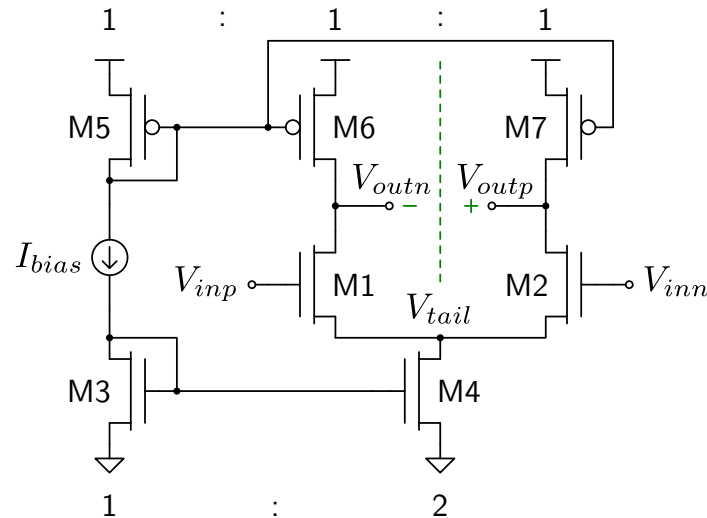 1 : 1 : 1
M5 M6 M7
V_outn V_outp
− +
I_bias V_inp M1 M2 V_inn
V_tail
M3 M4
1 : 2